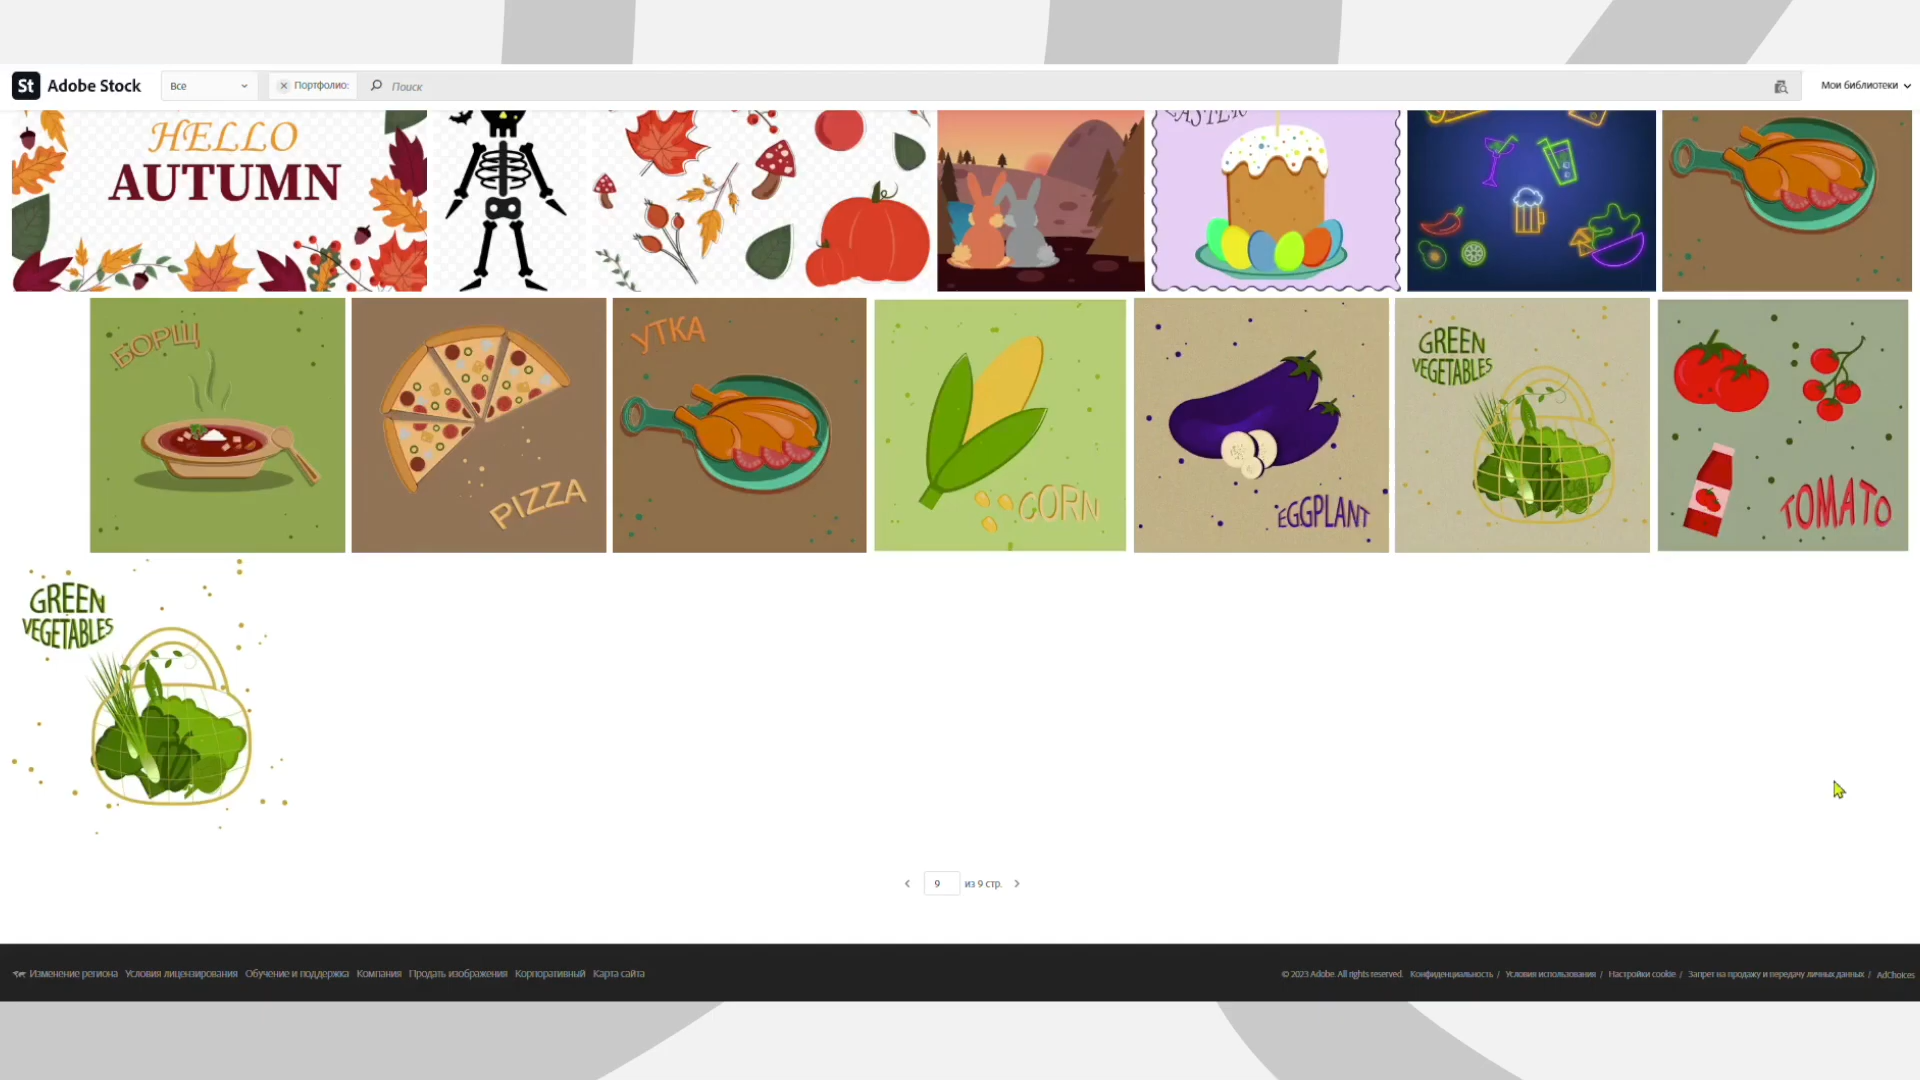 St Adobe Stock
Все
Портфолио:
Поиск
Мои библиотеки
HELLO
AUTUMN
БОРЩ
PIZZA
УТКА
CORN
EGGPLANT
GREEN
VEGETABLES
TOMATO
GREEN
VEGETABLES
9 из 9 стр.
Изменение региона Условия лицензирования Обучение и поддержка Компания Продать изображения Корпоративный Карта сайта
© 2023 Adobe. All rights reserved. Конфиденциальность / Условия использования / Настройки cookie / Запрет на продажу и передачу личных данных / AdChoices